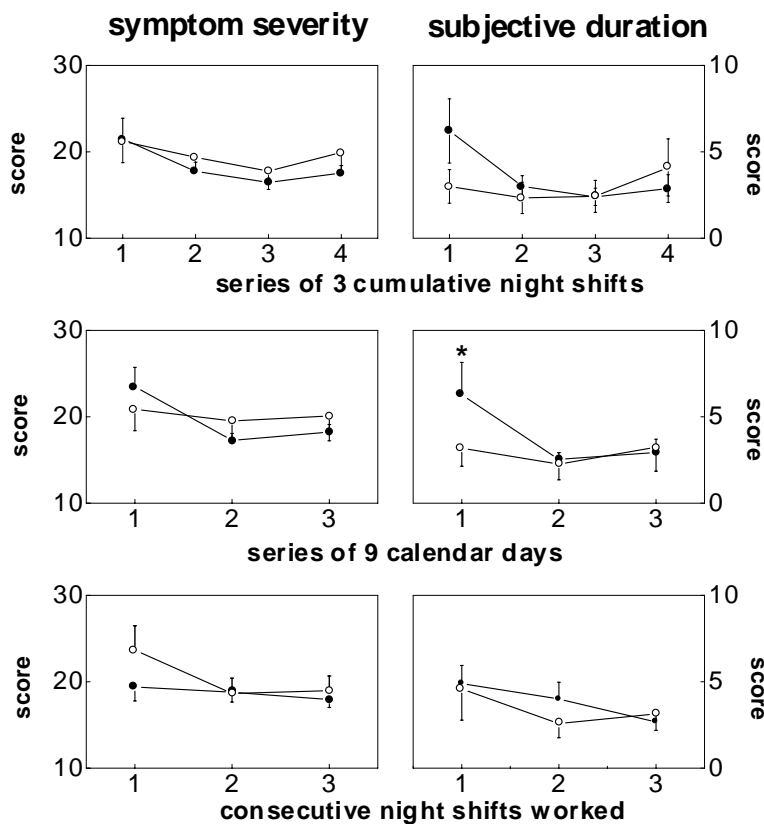 symptom severity subjective duration
30 10
score 20 5 score
10 0
1 2 3 4 1 2 3 4
series of 3 cumulative night shifts
30 10
*
score 20 5 score
10 0
1 2 3 1 2 3
series of 9 calendar days
30 10
score 20 5 score
10 0
1 2 3 1 2 3
consecutive night shifts worked